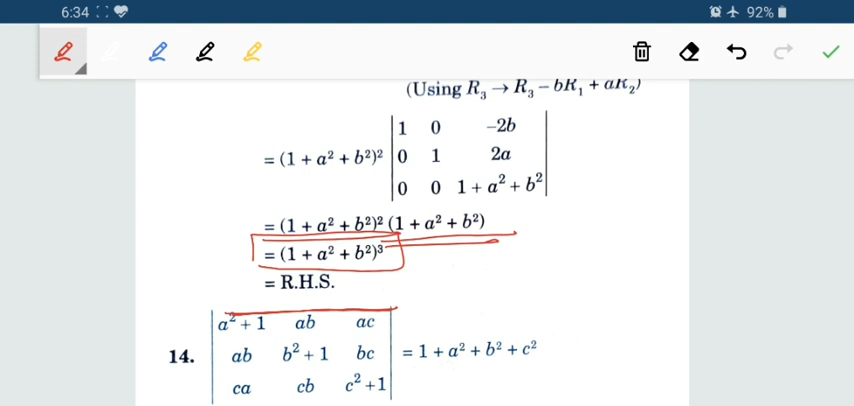 6:34
92%
(Using R₃ → R₃ – bR₁ + aR₂)
= (1 + a² + b²)² |1 0 –2b|
|0 1 2a|
|0 0 1 + a² + b²|
= (1 + a² + b²)² (1 + a² + b²)
= (1 + a² + b²)³
= R.H.S.
14. |a² + 1 ab ac|
|ab b² + 1 bc| = 1 + a² + b² + c²
|ca cb c² + 1|